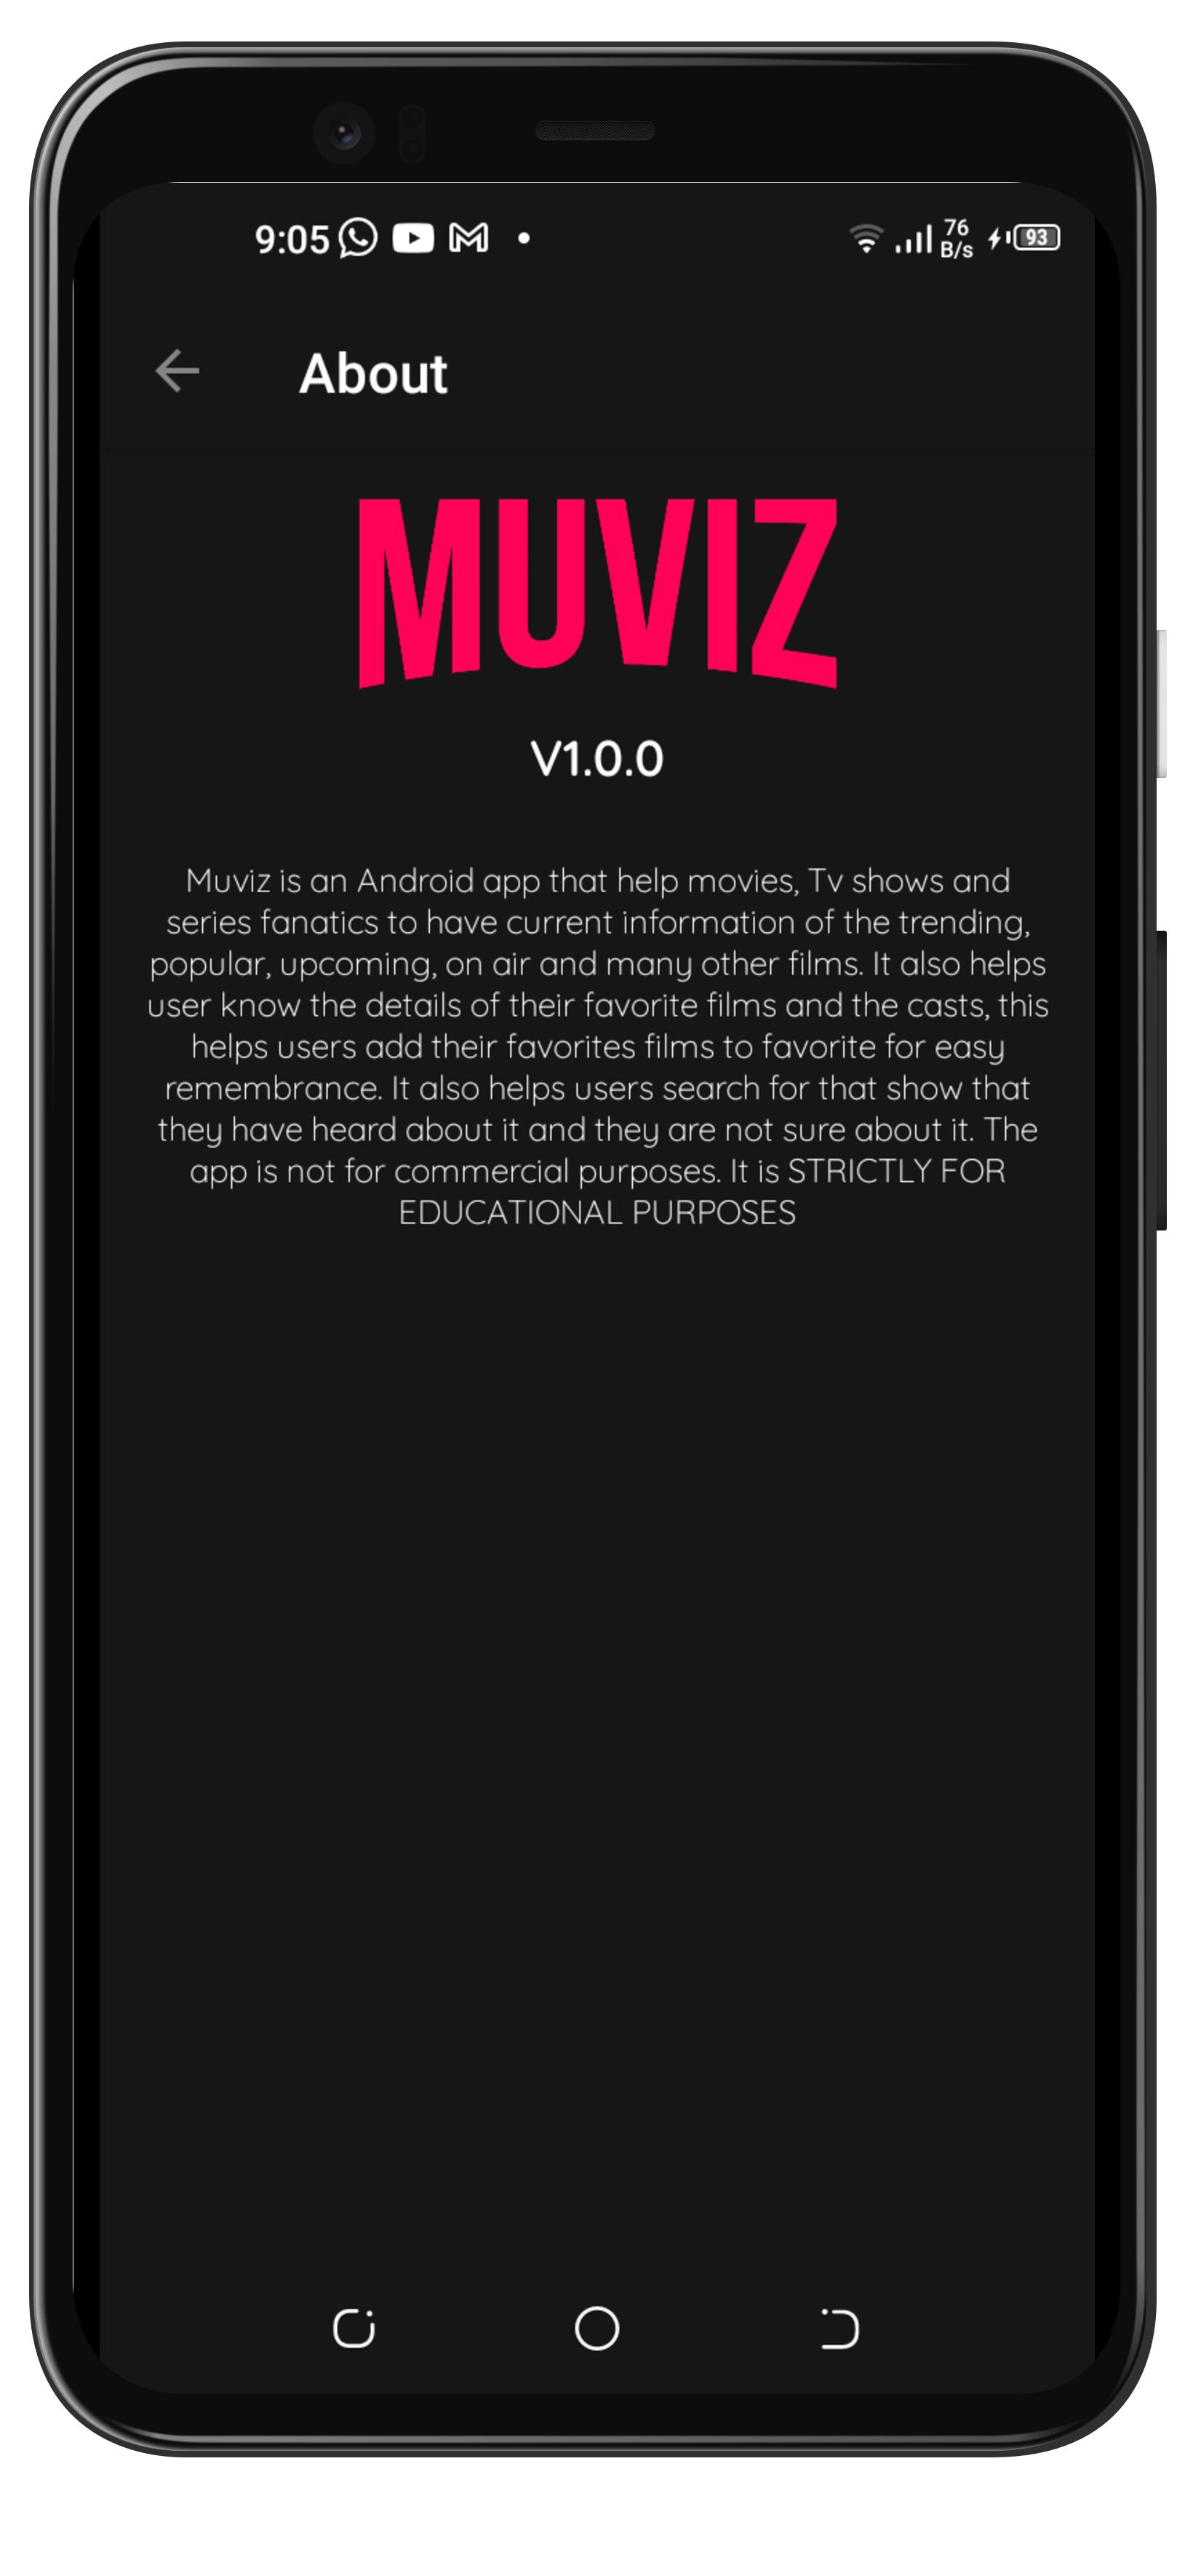 9:05
76
B/s
93
About
MUVIZ
V1.0.0
Muviz is an Android app that help movies, Tv shows and
series fanatics to have current information of the trending,
popular, upcoming, on air and many other films. It also helps
user know the details of their favorite films and the casts, this
helps users add their favorites films to favorite for easy
remembrance. It also helps users search for that show that
they have heard about it and they are not sure about it. The
app is not for commercial purposes. It is STRICTLY FOR
EDUCATIONAL PURPOSES